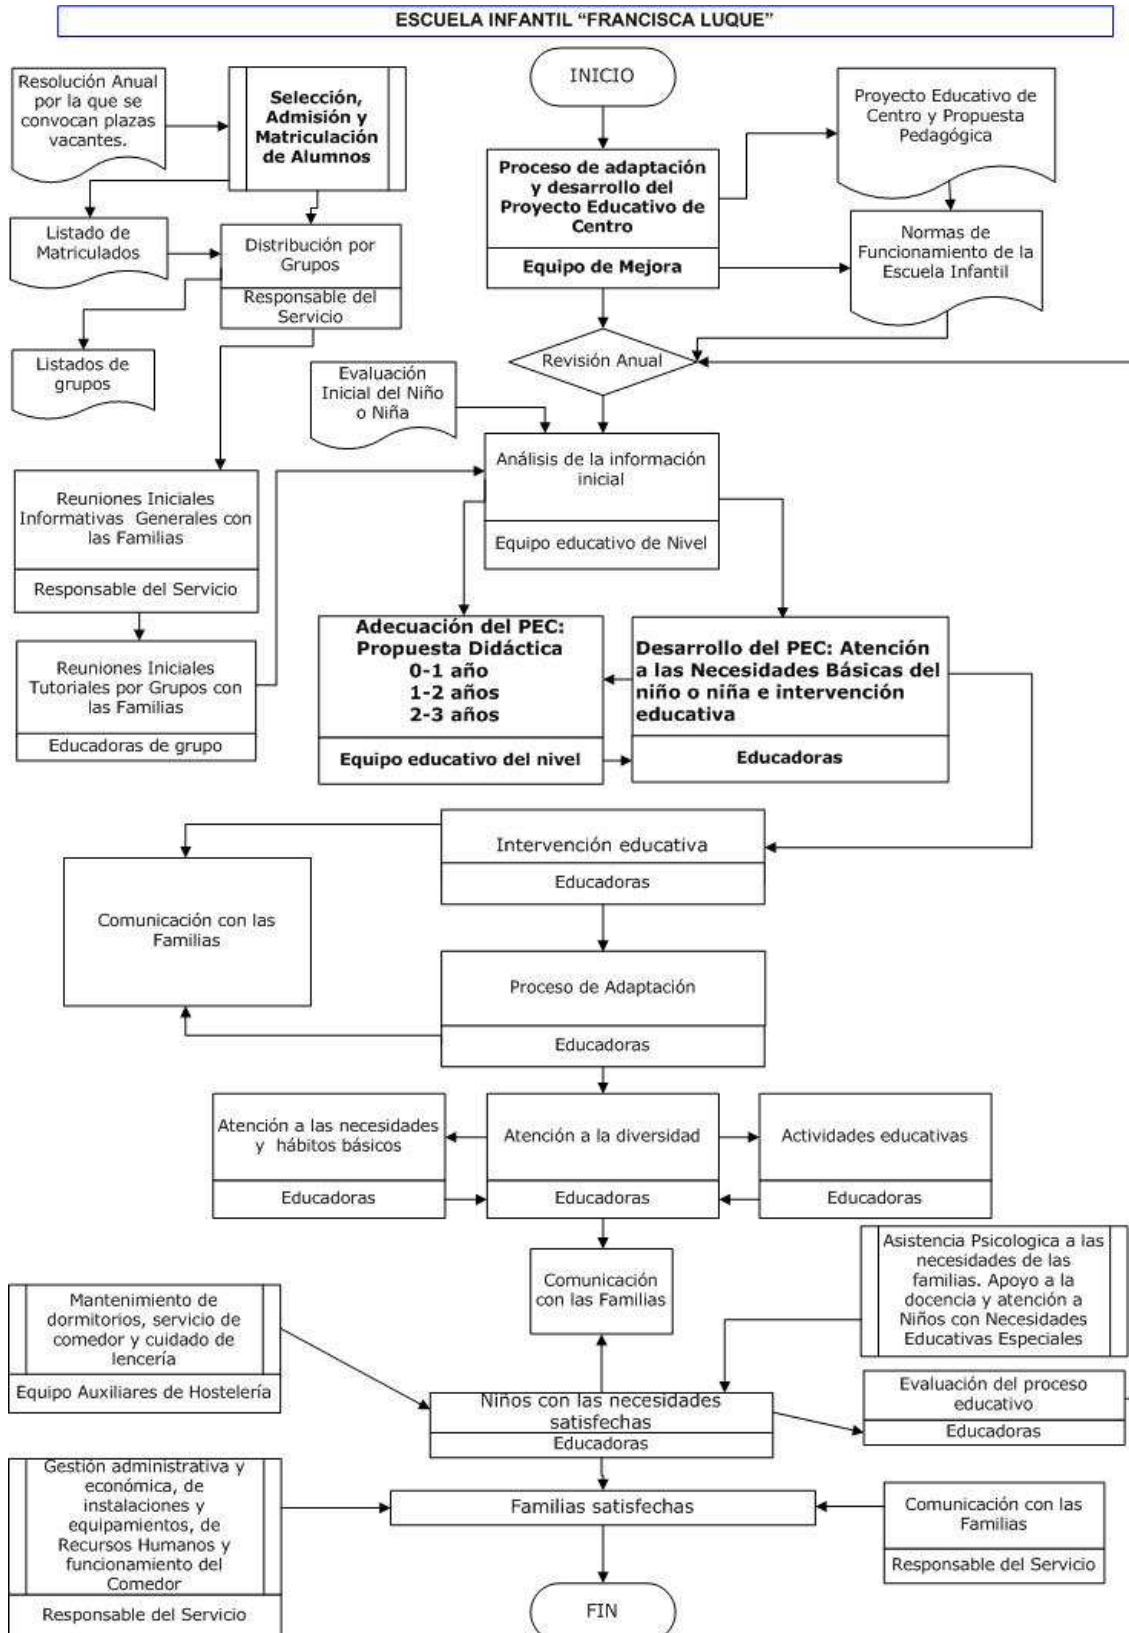 ESCUELA INFANTIL “FRANCISCA LUQUE”
INICIO
Resolución Anual
por la que se
convocan plazas
vacantes.
Selección,
Admisión y
Matriculación
de Alumnos
Proceso de adaptación
y desarrollo del
Proyecto Educativo de
Centro
Equipo de Mejora
Proyecto Educativo de
Centro y Propuesta
Pedagógica
Listado de
Matriculados
Distribución por
Grupos
Responsable del
Servicio
Normas de
Funcionamiento de la
Escuela Infantil
Listados de
grupos
Revisión Anual
Evaluación
Inicial del Niño
o Niña
Análisis de la información
inicial
Equipo educativo de Nivel
Reuniones Iniciales
Informativas Generales con
las Familias
Responsable del Servicio
Reuniones Iniciales
Tutoriales por Grupos con
las Familias
Educadoras de grupo
Adecuación del PEC:
Propuesta Didáctica
0-1 año
1-2 años
2-3 años
Equipo educativo del nivel
Desarrollo del PEC: Atención
a las Necesidades Básicas del
niño o niña e intervención
educativa
Educadoras
Intervención educativa
Educadoras
Comunicación con las
Familias
Proceso de Adaptación
Educadoras
Atención a las necesidades
y hábitos básicos
Educadoras
Atención a la diversidad
Educadoras
Actividades educativas
Educadoras
Comunicación
con las Familias
Asistencia Psicologica a las
necesidades de las
familias. Apoyo a la
docencia y atención a
Niños con Necesidades
Educativas Especiales
Mantenimiento de
dormitorios, servicio de
comedor y cuidado de
lencería
Equipo Auxiliares de Hostelería
Niños con las necesidades
satisfechas
Educadoras
Evaluación del proceso
educativo
Educadoras
Gestión administrativa y
económica, de
instalaciones y
equipamientos, de
Recursos Humanos y
funcionamiento del
Comedor
Responsable del Servicio
Familias satisfechas
Comunicación con las
Familias
Responsable del Servicio
FIN